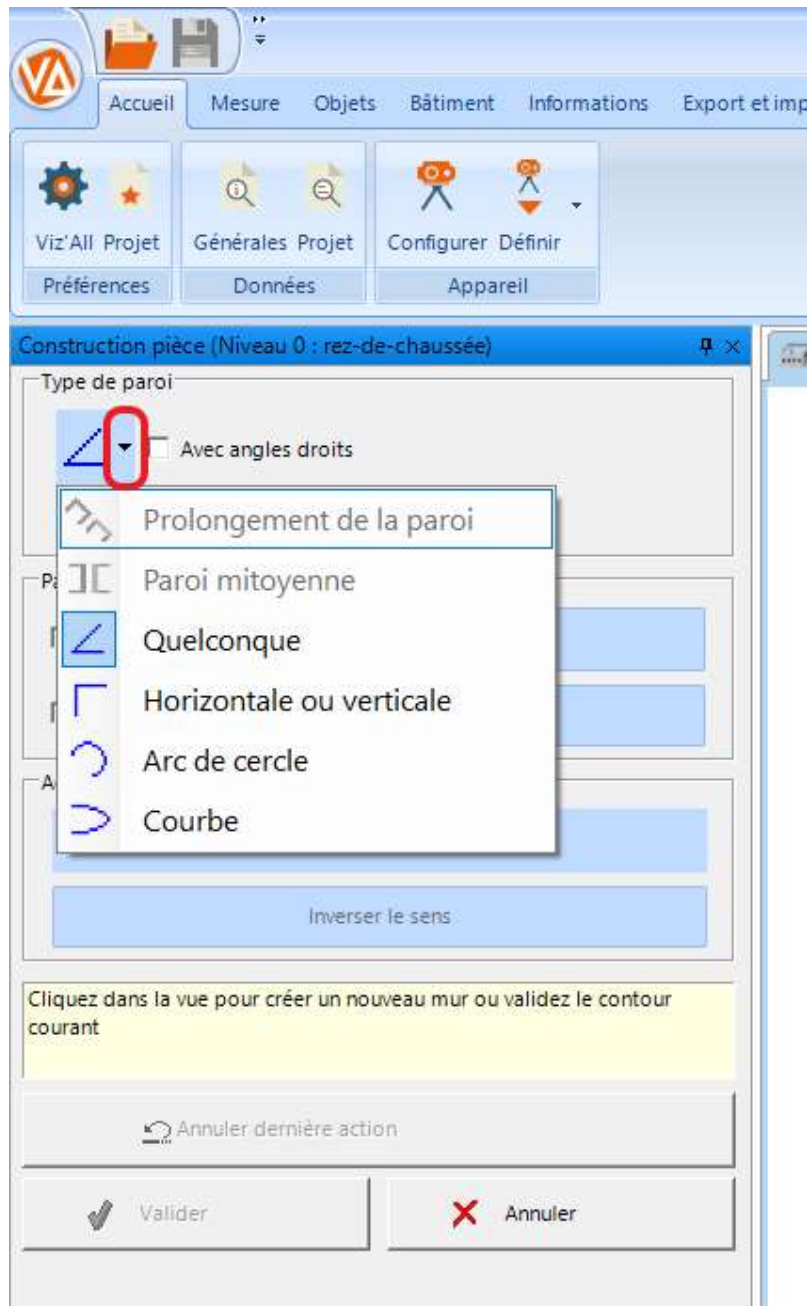 VA
Accueil Mesure Objets Bâtiment Informations Export et imp
Viz'All Projet Générales Projet Configurer Définir
Préférences Données Appareil
Construction pièce (Niveau 0 : rez-de-chaussée)
Type de paroi
Avec angles droits
Prolongement de la paroi
Paroi mitoyenne
Quelconque
Horizontale ou verticale
Arc de cercle
Courbe
Inverser le sens
Cliquez dans la vue pour créer un nouveau mur ou validez le contour
courant
Annuler dernière action
Valider Annuler